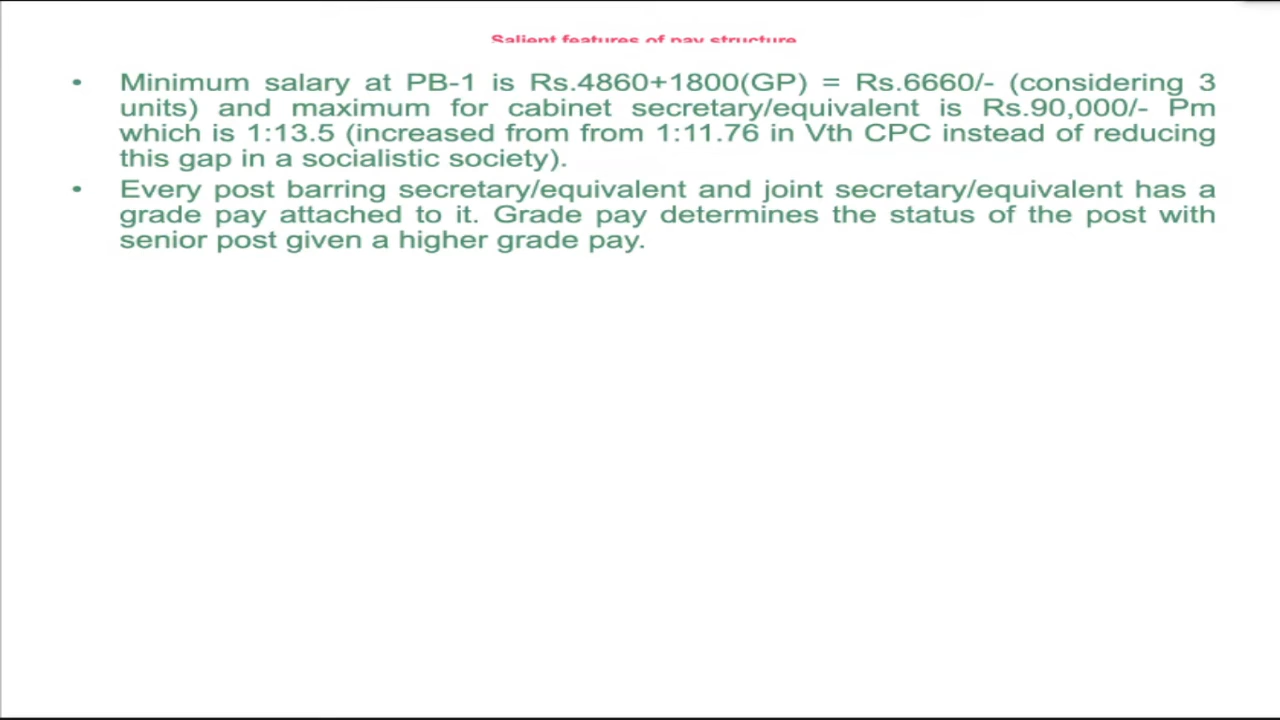 Salient features of pay structure
• Minimum salary at PB-1 is Rs.4860+1800(GP) = Rs.6660/- (considering 3
units) and maximum for cabinet secretary/equivalent is Rs.90,000/- Pm
which is 1:13.5 (increased from from 1:11.76 in Vth CPC instead of reducing
this gap in a socialistic society).
• Every post barring secretary/equivalent and joint secretary/equivalent has a
grade pay attached to it. Grade pay determines the status of the post with
senior post given a higher grade pay.